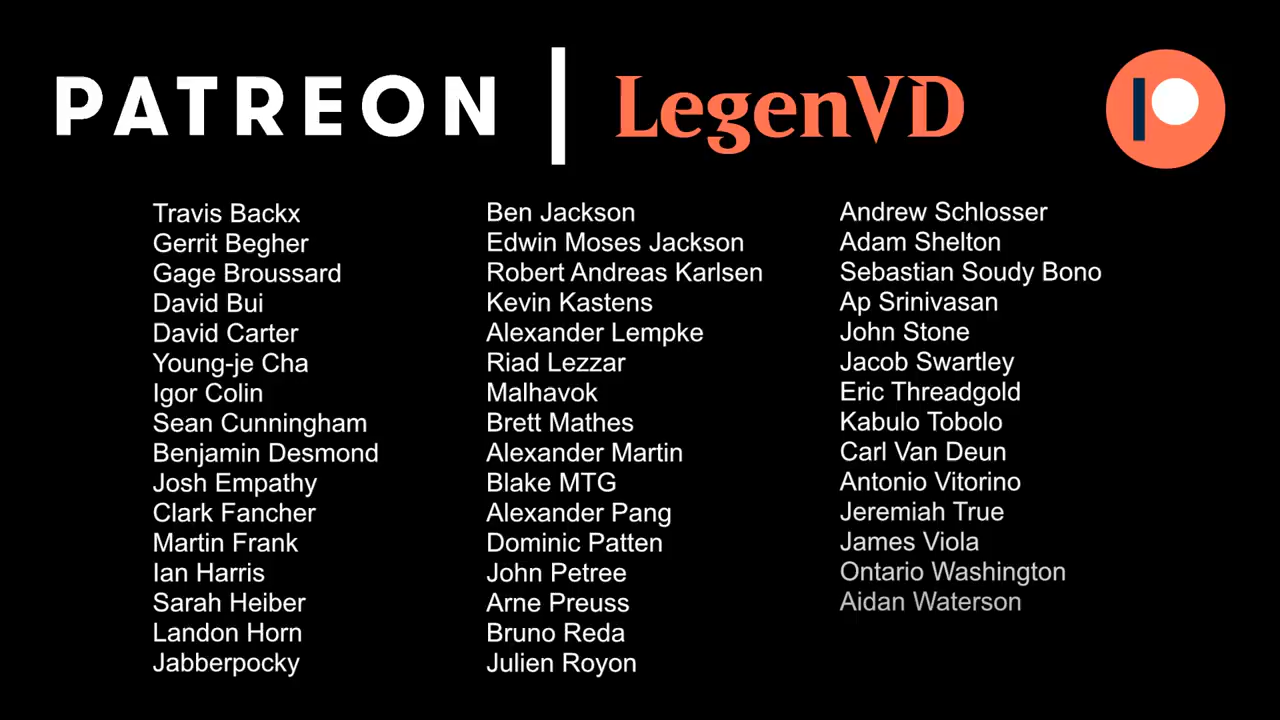 PATREON | LegenVD
Travis Backx
Gerrit Begher
Gage Broussard
David Bui
David Carter
Young-je Cha
Igor Colin
Sean Cunningham
Benjamin Desmond
Josh Empathy
Clark Fancher
Martin Frank
Ian Harris
Sarah Heiber
Landon Horn
Jabberpocky
Ben Jackson
Edwin Moses Jackson
Robert Andreas Karlsen
Kevin Kastens
Alexander Lempke
Riad Lezzar
Malhavok
Brett Mathes
Alexander Martin
Blake MTG
Alexander Pang
Dominic Patten
John Petree
Arne Preuss
Bruno Reda
Julien Royon
Andrew Schlosser
Adam Shelton
Sebastian Soudy Bono
Ap Srinivasan
John Stone
Jacob Swartley
Eric Threadgold
Kabulo Tobolo
Carl Van Deun
Antonio Vitorino
Jeremiah True
James Viola
Ontario Washington
Aidan Waterson